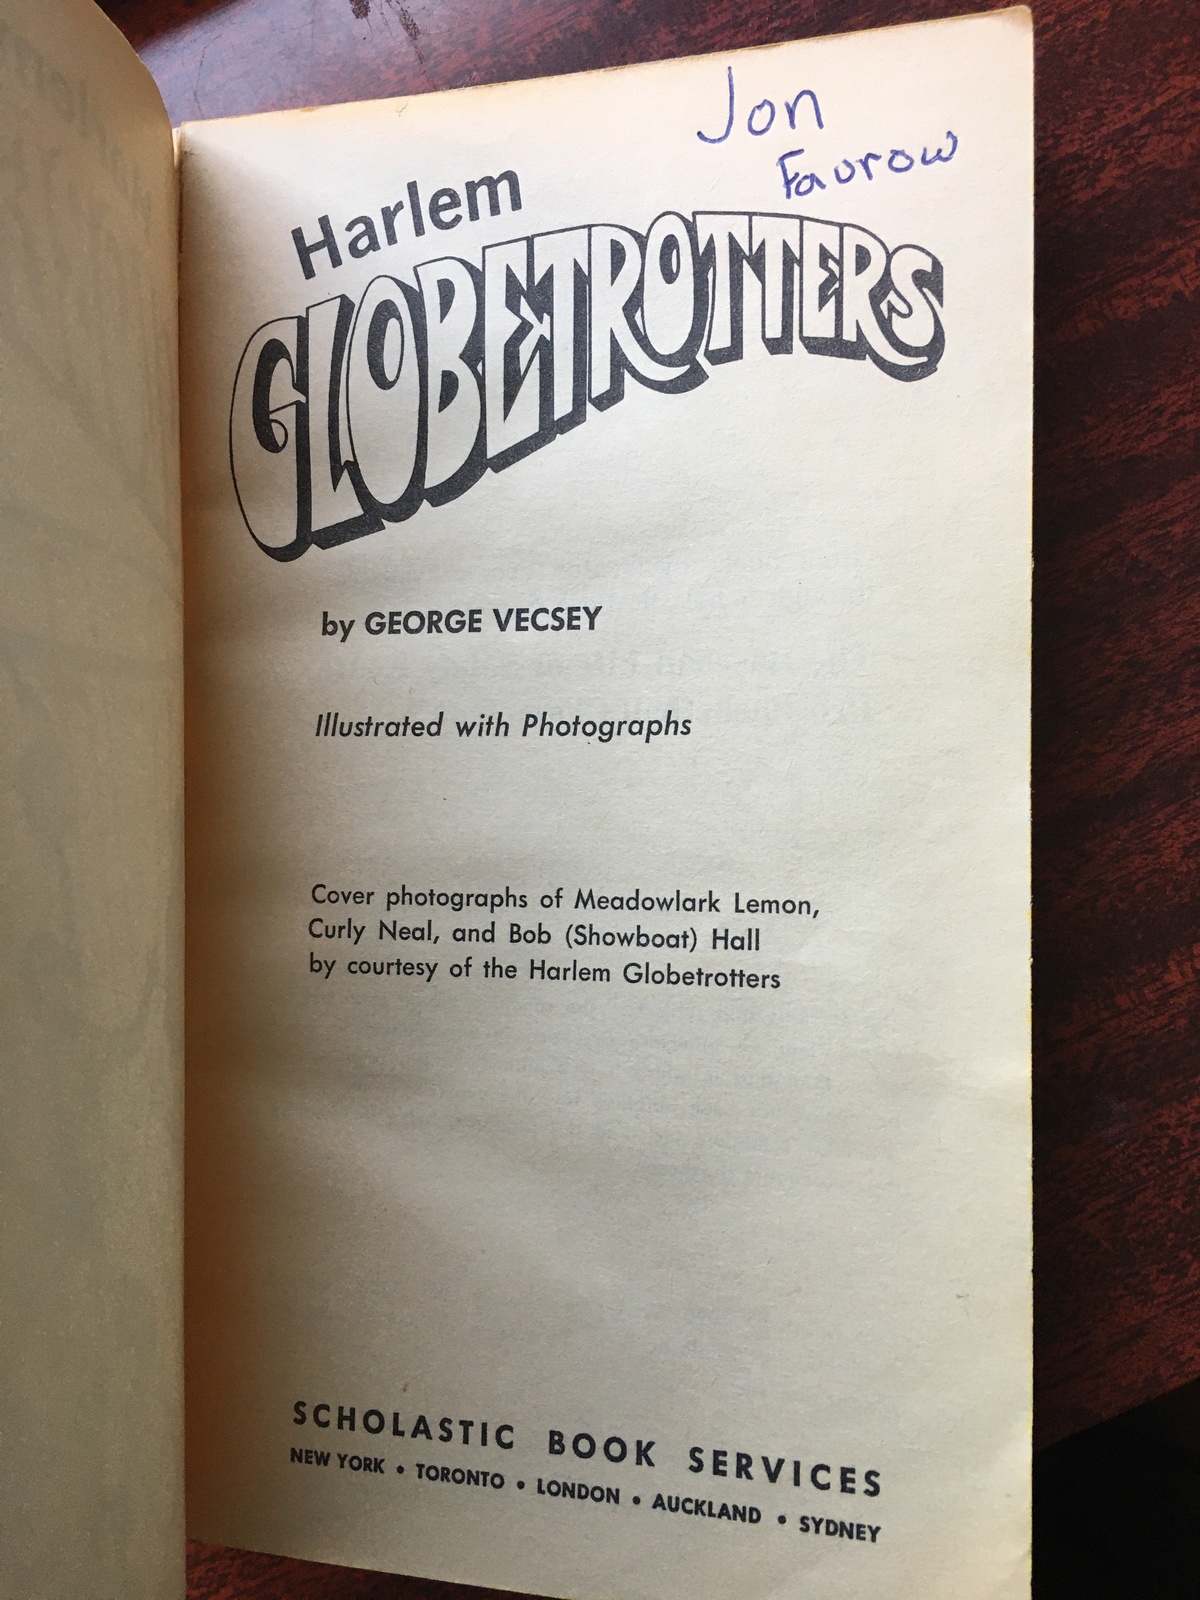 Jon
Faurow
Harlem
GLOBETROTTERS
by GEORGE VECSEY
Illustrated with Photographs
Cover photographs of Meadowlark Lemon,
Curly Neal, and Bob (Showboat) Hall
by courtesy of the Harlem Globetrotters
SCHOLASTIC BOOK SERVICES
NEW YORK • TORONTO • LONDON • AUCKLAND • SYDNEY